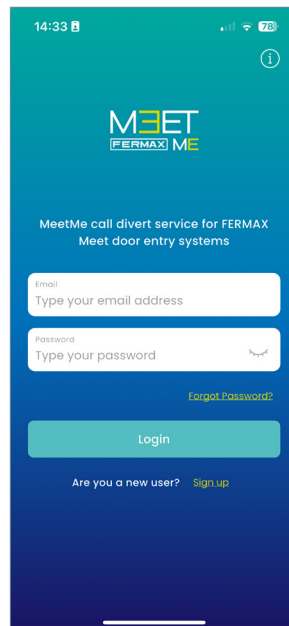 14:33
78
i
MEET
FERMAX ME
MeetMe call divert service for FERMAX
Meet door entry systems
Email
Type your email address
Password
Type your password
Forgot Password?
Login
Are you a new user? Sign up